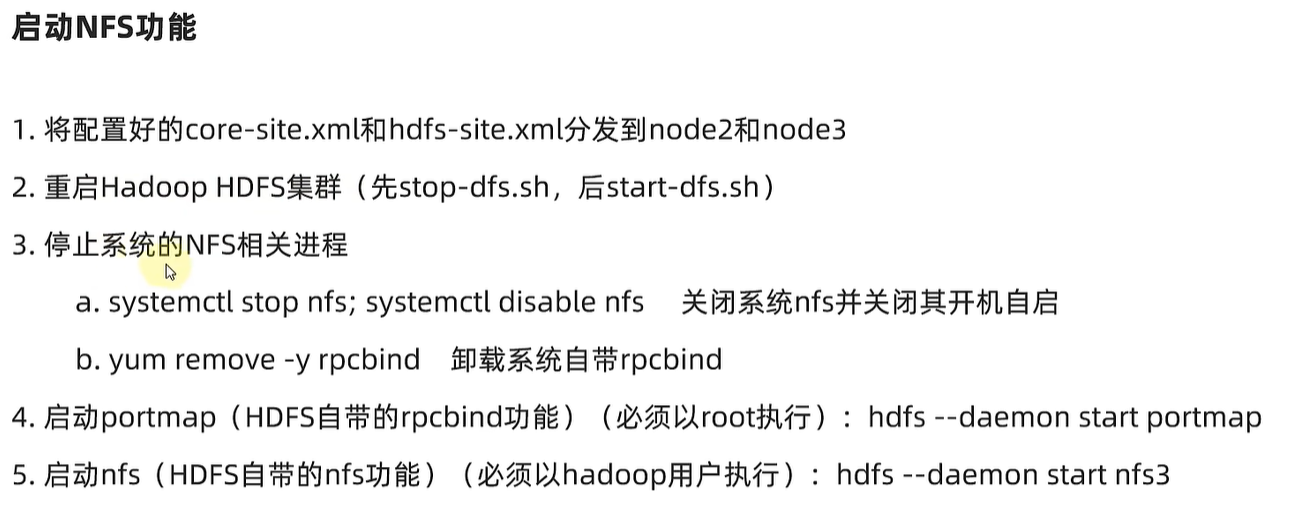 启动NFS功能
1. 将配置好的core-site.xml和hdfs-site.xml分发到node2和node3
2. 重启Hadoop HDFS集群（先stop-dfs.sh，后start-dfs.sh）
3. 停止系统的NFS相关进程
a. systemctl stop nfs; systemctl disable nfs 关闭系统nfs并关闭其开机自启
b. yum remove -y rpcbind 卸载系统自带rpcbind
4. 启动portmap（HDFS自带的rpcbind功能）（必须以root执行）：hdfs --daemon start portmap
5. 启动nfs（HDFS自带的nfs功能）（必须以hadoop用户执行）：hdfs --daemon start nfs3